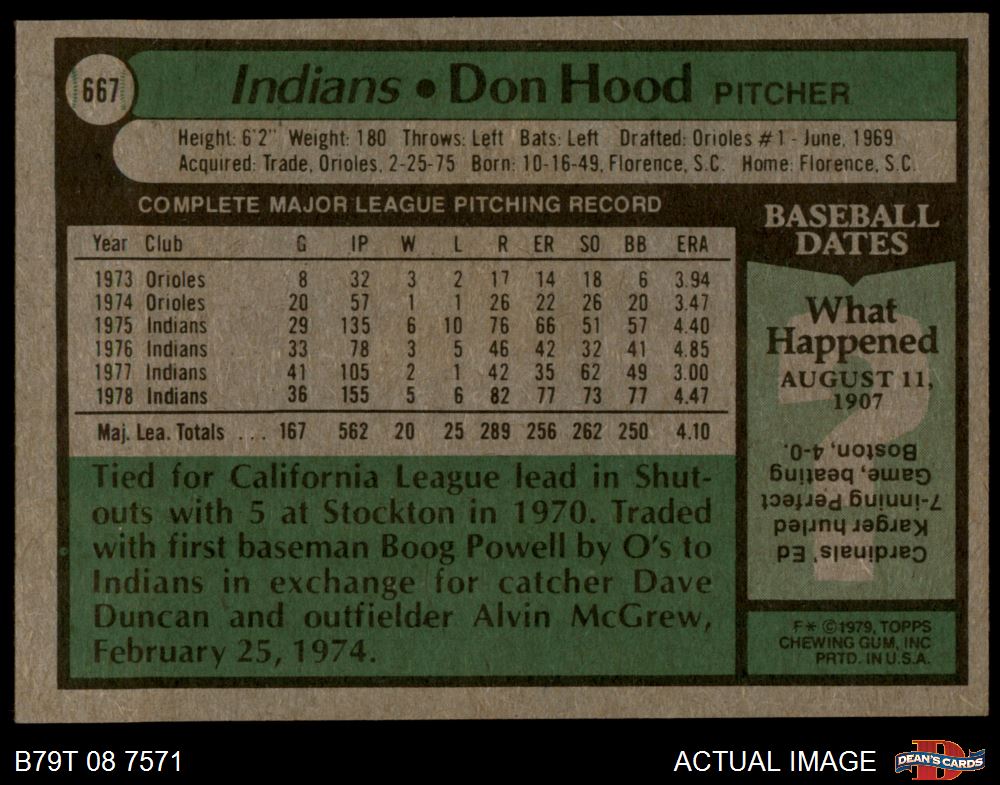 667
Indians • Don Hood PITCHER
Height: 6'2" Weight: 180 Throws: Left Bats: Left Drafted: Orioles #1 - June, 1969
Acquired: Trade, Orioles, 2-25-75 Born: 10-16-49, Florence, S.C. Home: Florence, S.C.
COMPLETE MAJOR LEAGUE PITCHING RECORD
Year Club G IP W L R ER SO BB ERA
1973 Orioles 8 32 3 2 17 14 18 6 3.94
1974 Orioles 20 57 1 1 26 22 26 20 3.47
1975 Indians 29 135 6 10 76 66 51 57 4.40
1976 Indians 33 78 3 5 46 42 32 41 4.85
1977 Indians 41 105 2 1 42 35 62 49 3.00
1978 Indians 36 155 5 6 82 77 73 77 4.47
Maj. Lea. Totals ... 167 562 20 25 289 256 262 250 4.10
Tied for California League lead in Shut-
outs with 5 at Stockton in 1970. Traded
with first baseman Boog Powell by O's to
Indians in exchange for catcher Dave
Duncan and outfielder Alvin McGrew,
February 25, 1974.
BASEBALL
DATES
What
Happened
AUGUST 11,
1907
Cardinals' Ed
Karger hurled
7-inning Perfect
Game, beating
Boston, 4-0.
F* ©1979, TOPPS
CHEWING GUM, INC
PRTD. IN U.S.A.
B79T 08 7571
ACTUAL IMAGE
D
DEAN'S CARDS